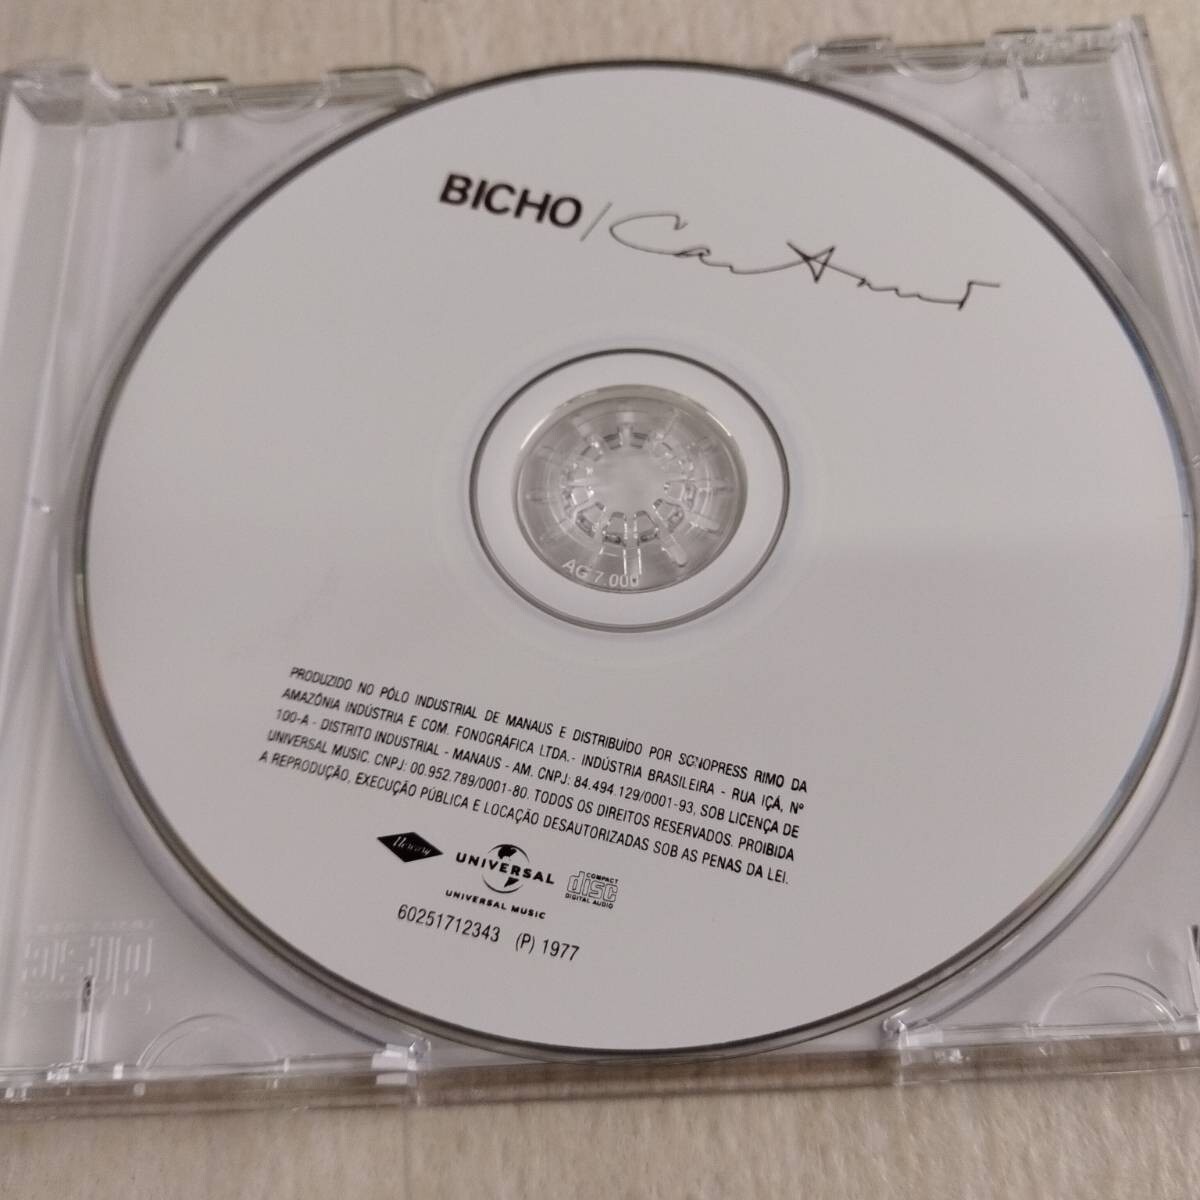 BICHO / Caetano
AG 7.000
PRODUZIDO NO PÓLO INDUSTRIAL DE MANAUS E DISTRIBUÍDO POR SONOPRESS RIMO DA
AMAZÔNIA INDÚSTRIA E COM. FONOGRÁFICA LTDA. - INDÚSTRIA BRASILEIRA - RUA IÇÁ, Nº
100-A - DISTRITO INDUSTRIAL - MANAUS - AM. CNPJ: 84.494.129/0001-93, SOB LICENÇA DE
UNIVERSAL MUSIC. CNPJ: 00.952.789/0001-80. TODOS OS DIREITOS RESERVADOS. PROIBIDA
A REPRODUÇÃO, EXECUÇÃO PÚBLICA E LOCAÇÃO DESAUTORIZADAS SOB AS PENAS DA LEI.
Mercury
UNIVERSAL
UNIVERSAL MUSIC
COMPACT
disc
DIGITAL AUDIO
60251712343 (P) 1977